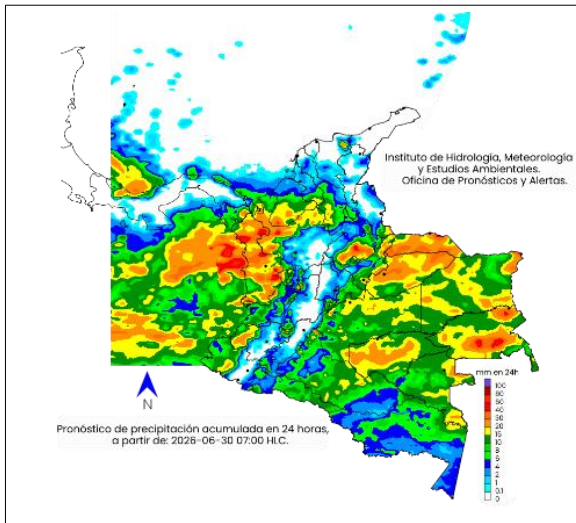 Instituto de Hidrología, Meteorología
y Estudios Ambientales.
Oficina de Pronósticos y Alertas.
mm en 24h
100
80
60
40
30
20
15
10
8
6
4
2
1
0.1
0
N
Pronóstico de precipitación acumulada en 24 horas,
a partir de: 2026-06-30 07:00 HLC.